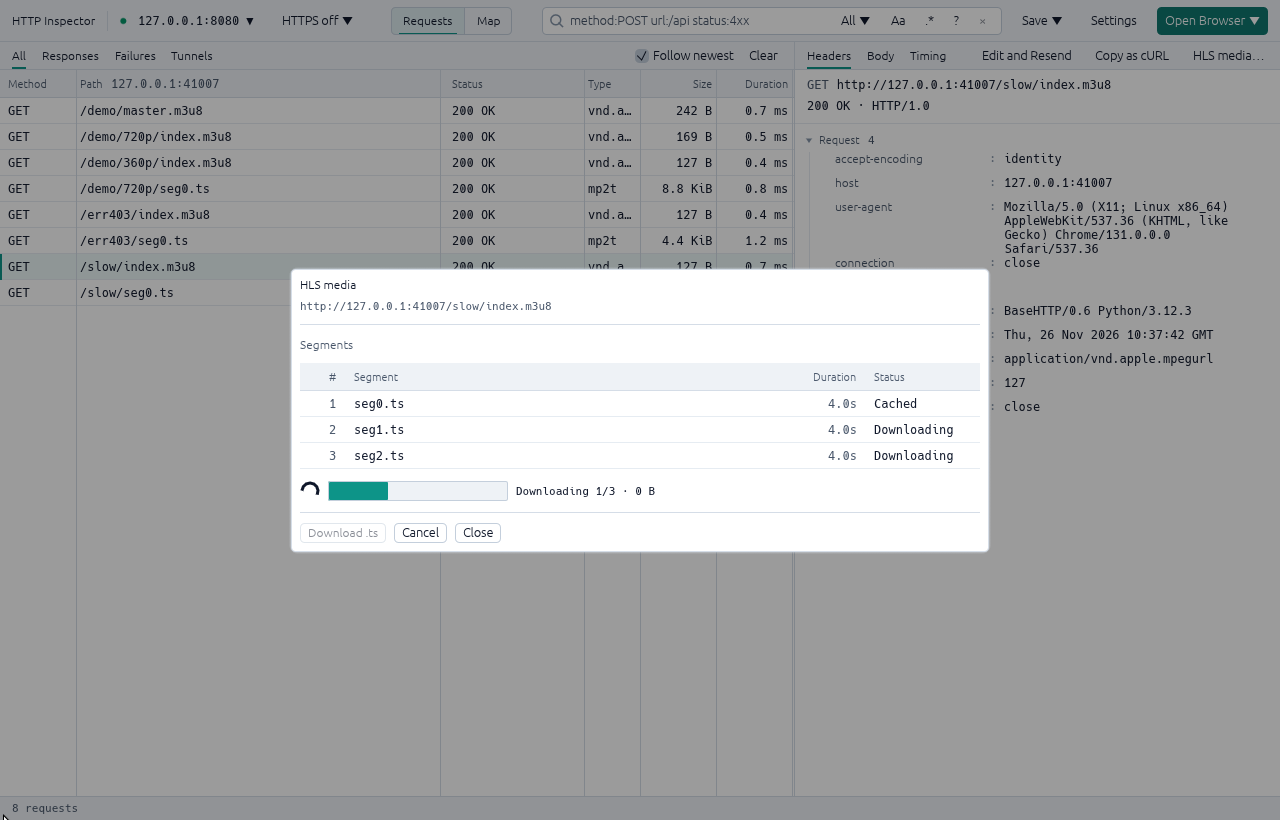 HTTP Inspector ● 127.0.0.1:8080 ▼ HTTPS off ▼ Requests Map method:POST url:/api status:4xx All ▼ Aa .* ? × Save ▼ Settings Open Browser ▼
All Responses Failures Tunnels Follow newest Clear Headers Body Timing Edit and Resend Copy as cURL HLS media…
Method Path 127.0.0.1:41007 Status Type Size Duration
GET http://127.0.0.1:41007/slow/index.m3u8
200 OK · HTTP/1.0
GET /demo/master.m3u8 200 OK vnd.a… 242 B 0.7 ms
GET /demo/720p/index.m3u8 200 OK vnd.a… 169 B 0.5 ms
GET /demo/360p/index.m3u8 200 OK vnd.a… 127 B 0.4 ms
GET /demo/720p/seg0.ts 200 OK mp2t 8.8 KiB 0.8 ms
GET /err403/index.m3u8 200 OK vnd.a… 127 B 0.4 ms
GET /err403/seg0.ts 200 OK mp2t 4.4 KiB 1.2 ms
GET /slow/index.m3u8 200 OK vnd.a 127 B 0.7 ms
GET /slow/seg0.ts
Request 4
accept-encoding : identity
host : 127.0.0.1:41007
user-agent : Mozilla/5.0 (X11; Linux x86_64)
AppleWebKit/537.36 (KHTML, like
Gecko) Chrome/131.0.0.0
Safari/537.36
connection : close
: BaseHTTP/0.6 Python/3.12.3
: Thu, 26 Nov 2026 10:37:42 GMT
: application/vnd.apple.mpegurl
: 127
: close
HLS media
http://127.0.0.1:41007/slow/index.m3u8
Segments
# Segment Duration Status
1 seg0.ts 4.0s Cached
2 seg1.ts 4.0s Downloading
3 seg2.ts 4.0s Downloading
Downloading 1/3 · 0 B
Download .ts Cancel Close
8 requests